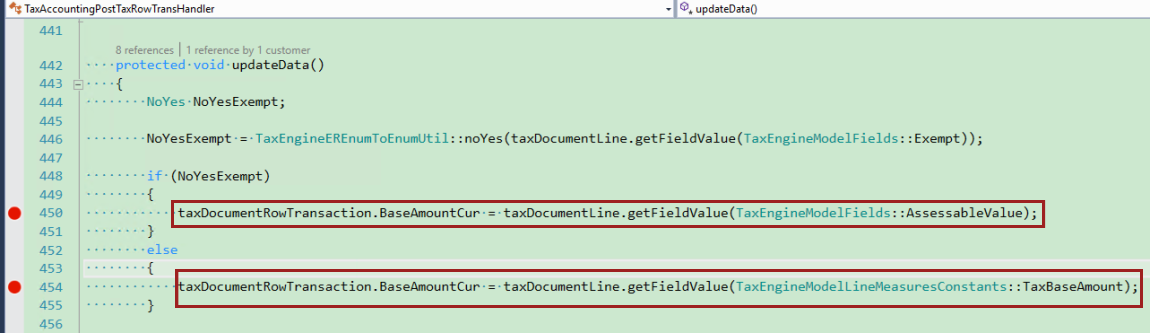 TaxAccountingPostTaxRowTransHandler updateData()
441
8 references | 1 reference by 1 customer
442 protected void updateData()
443 {
444 NoYes NoYesExempt;
445
446 NoYesExempt = TaxEngineEREnumToEnumUtil::noYes(taxDocumentLine.getFieldValue(TaxEngineModelFields::Exempt));
447
448 if (NoYesExempt)
449 {
450 taxDocumentRowTransaction.BaseAmountCur = taxDocumentLine.getFieldValue(TaxEngineModelFields::AssessableValue);
451 }
452 else
453 {
454 taxDocumentRowTransaction.BaseAmountCur = taxDocumentLine.getFieldValue(TaxEngineModelLineMeasuresConstants::TaxBaseAmount);
455 }
456